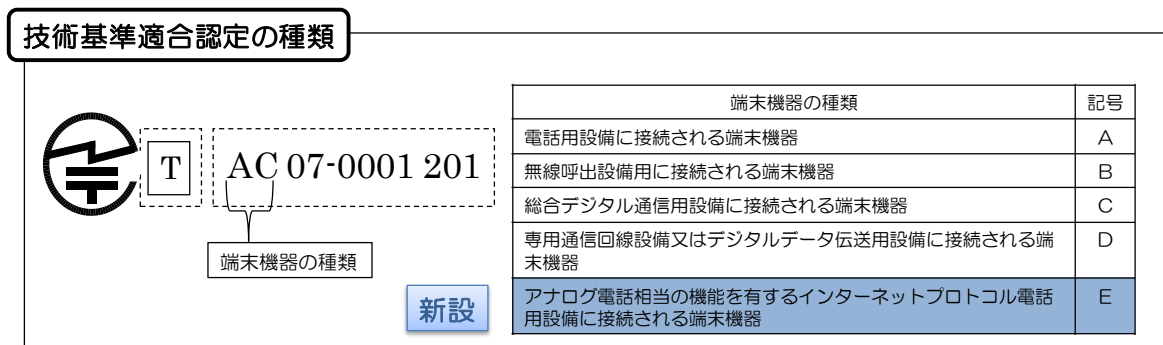 技術基準適合認定の種類
端末機器の種類 記号
電話用設備に接続される端末機器 A
無線呼出設備用に接続される端末機器 B
総合デジタル通信用設備に接続される端末機器 C
専用通信回線設備又はデジタルデータ伝送用設備に接続される端
末機器 D
アナログ電話相当の機能を有するインターネットプロトコル電話
用設備に接続される端末機器 E
T AC 07-0001 201
端末機器の種類
新設